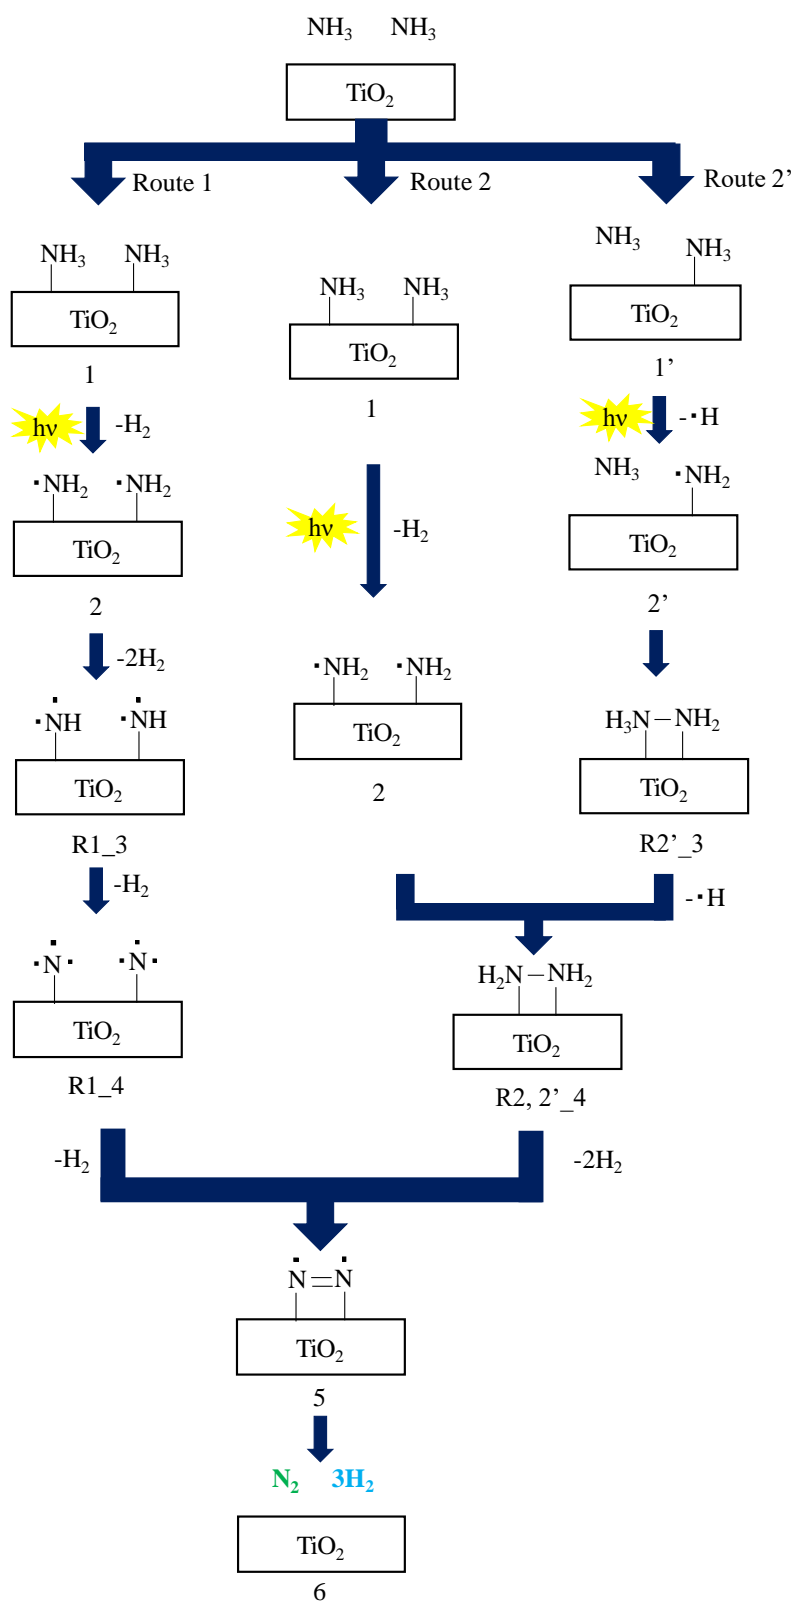 NH₃ NH₃
TiO₂
Route 1
Route 2
Route 2'
NH₃ NH₃
TiO₂
1
hν
-H₂
·NH₂ ·NH₂
TiO₂
2
-2H₂
·NH ·NH
TiO₂
R1_3
-H₂
·N· ·N·
TiO₂
R1_4
-H₂
NH₃ NH₃
TiO₂
1
hν
-H₂
·NH₂ ·NH₂
TiO₂
2
NH₃ NH₃
TiO₂
1'
hν
-·H
NH₃ ·NH₂
TiO₂
2'
H₃N–NH₂
TiO₂
R2'_3
-·H
H₂N–NH₂
TiO₂
R2, 2'_4
-2H₂
N=N
TiO₂
5
N₂ 3H₂
TiO₂
6